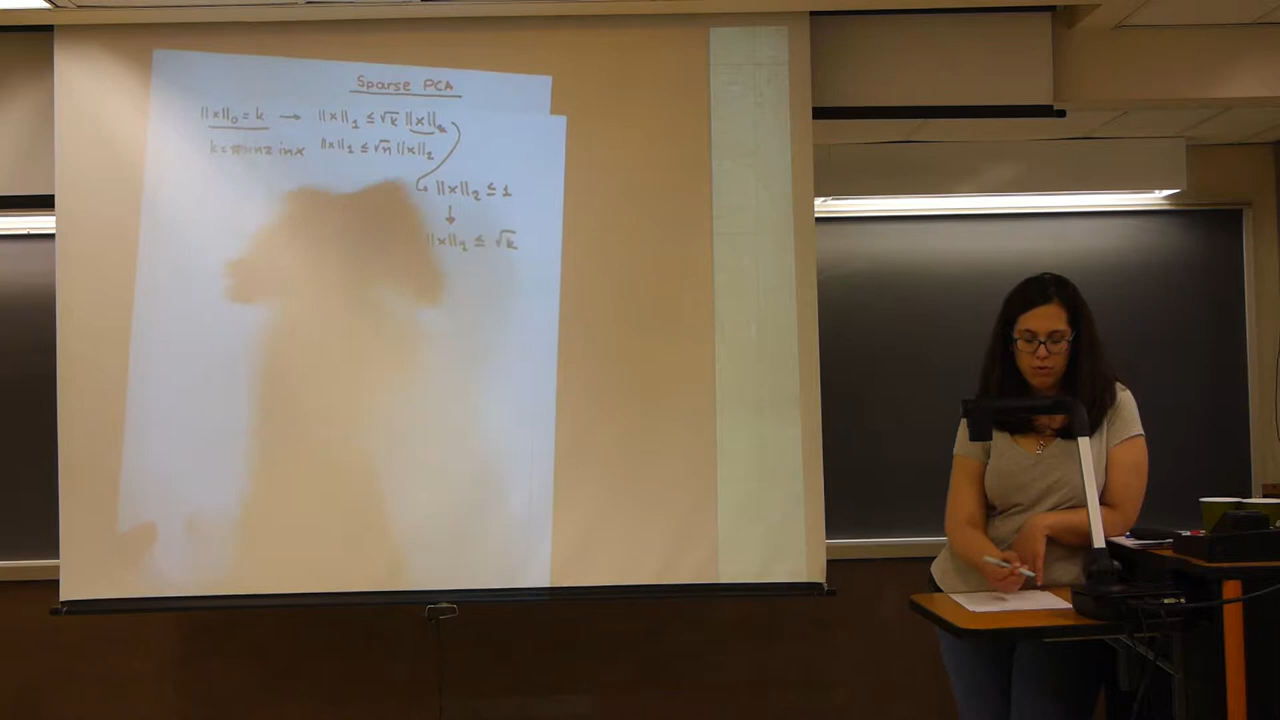 Sparse PCA
||x||₀ = k → ||x||₁ ≤ √k ||x||₂
k = #nnz in x ||x||₁ ≤ √n ||x||₂
||x||₂ ≤ 1
↓
||x||₁ ≤ √k